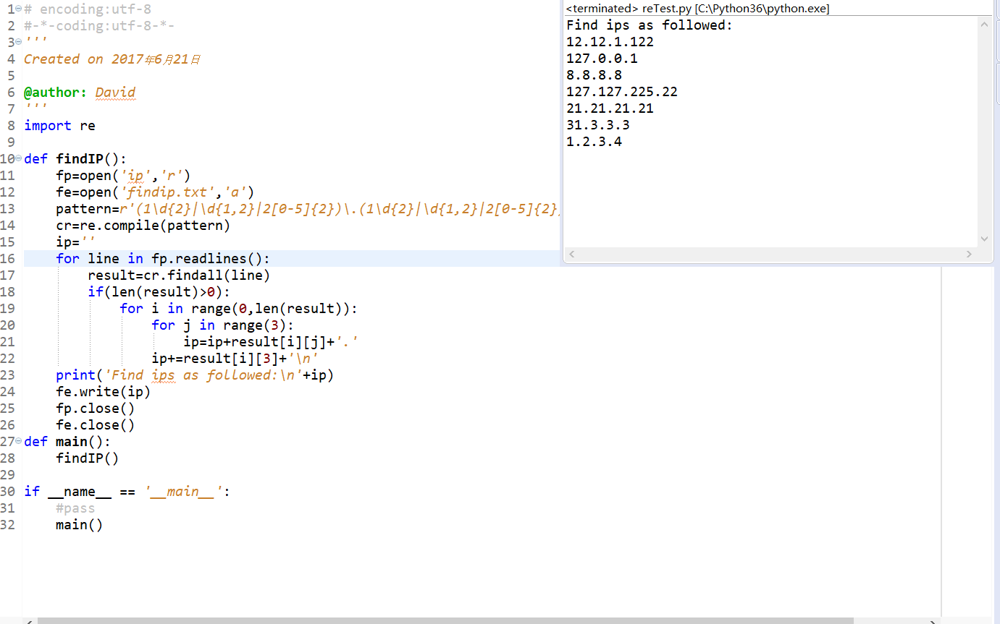 # encoding:utf-8
#-*-coding:utf-8-*-
'''
Created on 2017年6月21日

@author: David
'''
import re

def findIP():
    fp=open('ip','r')
    fe=open('findip.txt','a')
    pattern=r'(1\d{2}|\d{1,2}|2[0-5]{2})\.(1\d{2}|\d{1,2}|2[0-5]{2}
    cr=re.compile(pattern)
    ip=''
    for line in fp.readlines():
        result=cr.findall(line)
        if(len(result)>0):
            for i in range(0,len(result)):
                for j in range(3):
                    ip=ip+result[i][j]+'.'
                ip+=result[i][3]+'\n'
    print('Find ips as followed:\n'+ip)
    fe.write(ip)
    fp.close()
    fe.close()
def main():
    findIP()

if __name__ == '__main__':
    #pass
    main()
<terminated> reTest.py [C:\Python36\python.exe]
Find ips as followed:
12.12.1.122
127.0.0.1
8.8.8.8
127.127.225.22
21.21.21.21
31.3.3.3
1.2.3.4
1
2
3
4
5
6
7
8
9
10
11
12
13
14
15
16
17
18
19
20
21
22
23
24
25
26
27
28
29
30
31
32